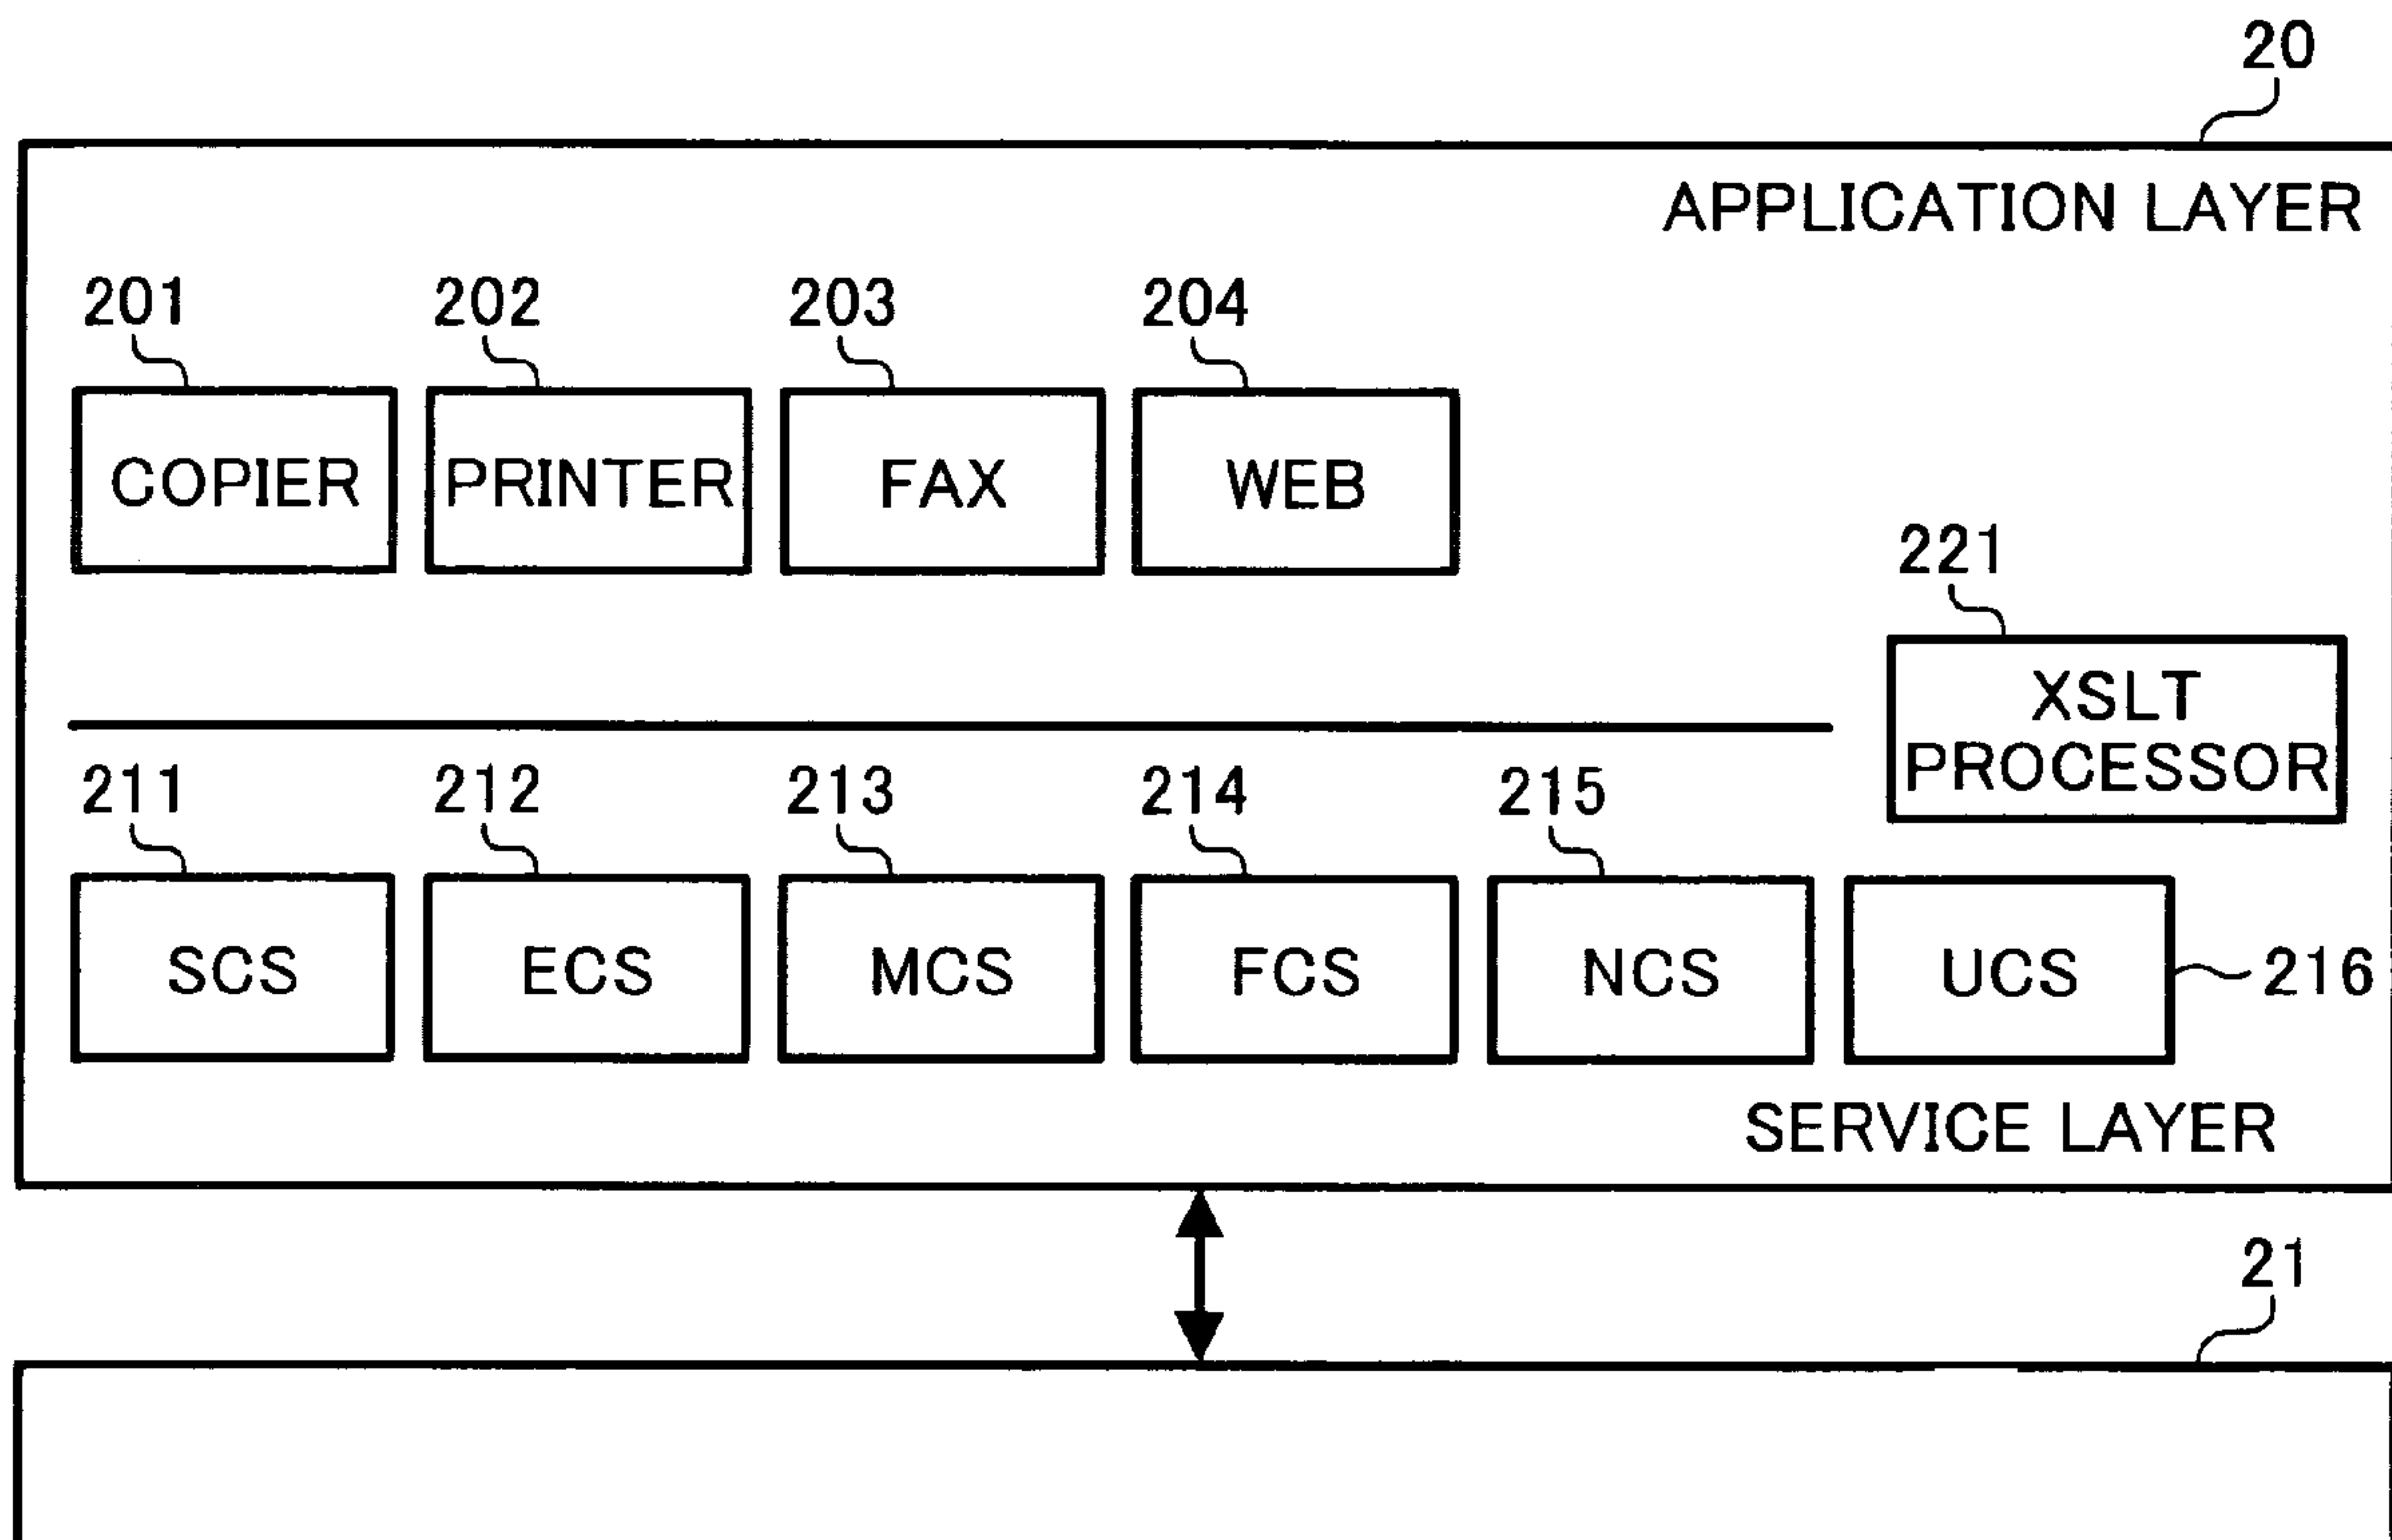 20
APPLICATION LAYER
201 202 203 204
COPIER PRINTER FAX WEB
221
XSLT
PROCESSOR
211 212 213 214 215
SCS ECS MCS FCS NCS UCS 216
SERVICE LAYER
21